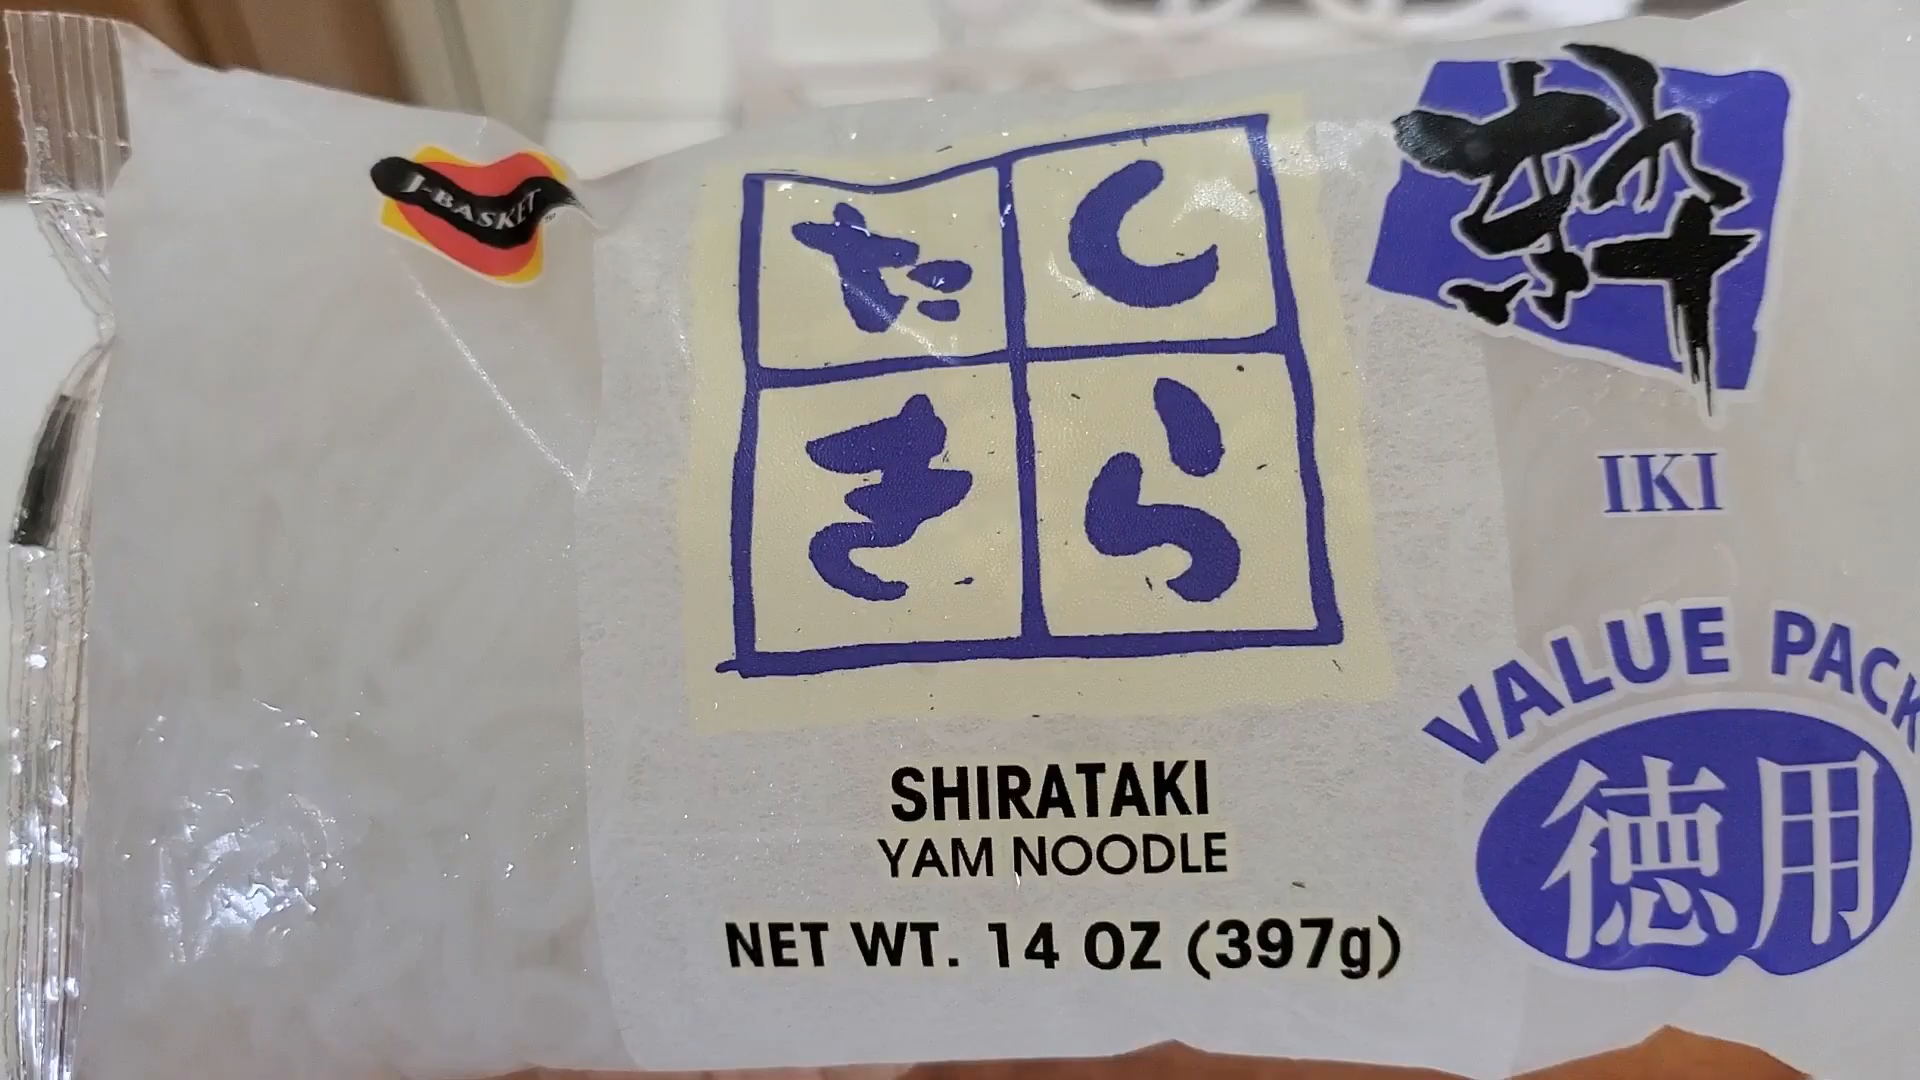 J-BASKET
しら
たき
粋
IKI
VALUE PACK
徳用
SHIRATAKI
YAM NOODLE
NET WT. 14 OZ (397g)